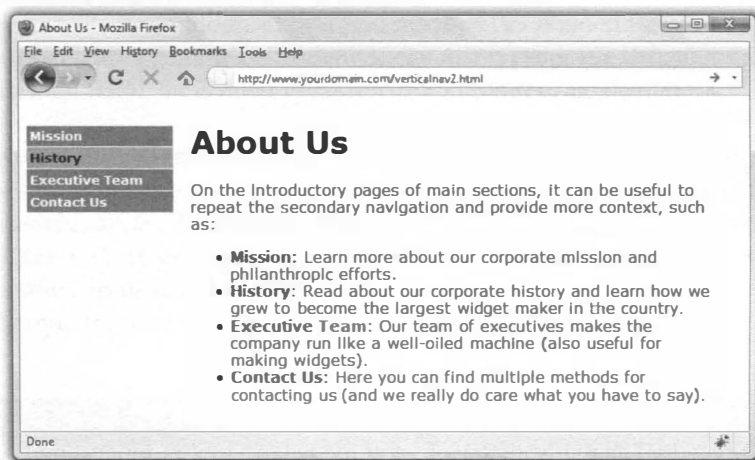 About Us - Mozilla Firefox
File Edit View History Bookmarks Tools Help
http://www.yourdomain.com/verticalnav2.html
Mission
History
Executive Team
Contact Us
About Us
On the Introductory pages of main sections, it can be useful to
repeat the secondary navigation and provide more context, such
as:
• Mission: Learn more about our corporate mission and
philanthropic efforts.
• History: Read about our corporate history and learn how we
grew to become the largest widget maker in the country.
• Executive Team: Our team of executives makes the
company run like a well-oiled machine (also useful for
making widgets).
• Contact Us: Here you can find multiple methods for
contacting us (and we really do care what you have to say).
Done